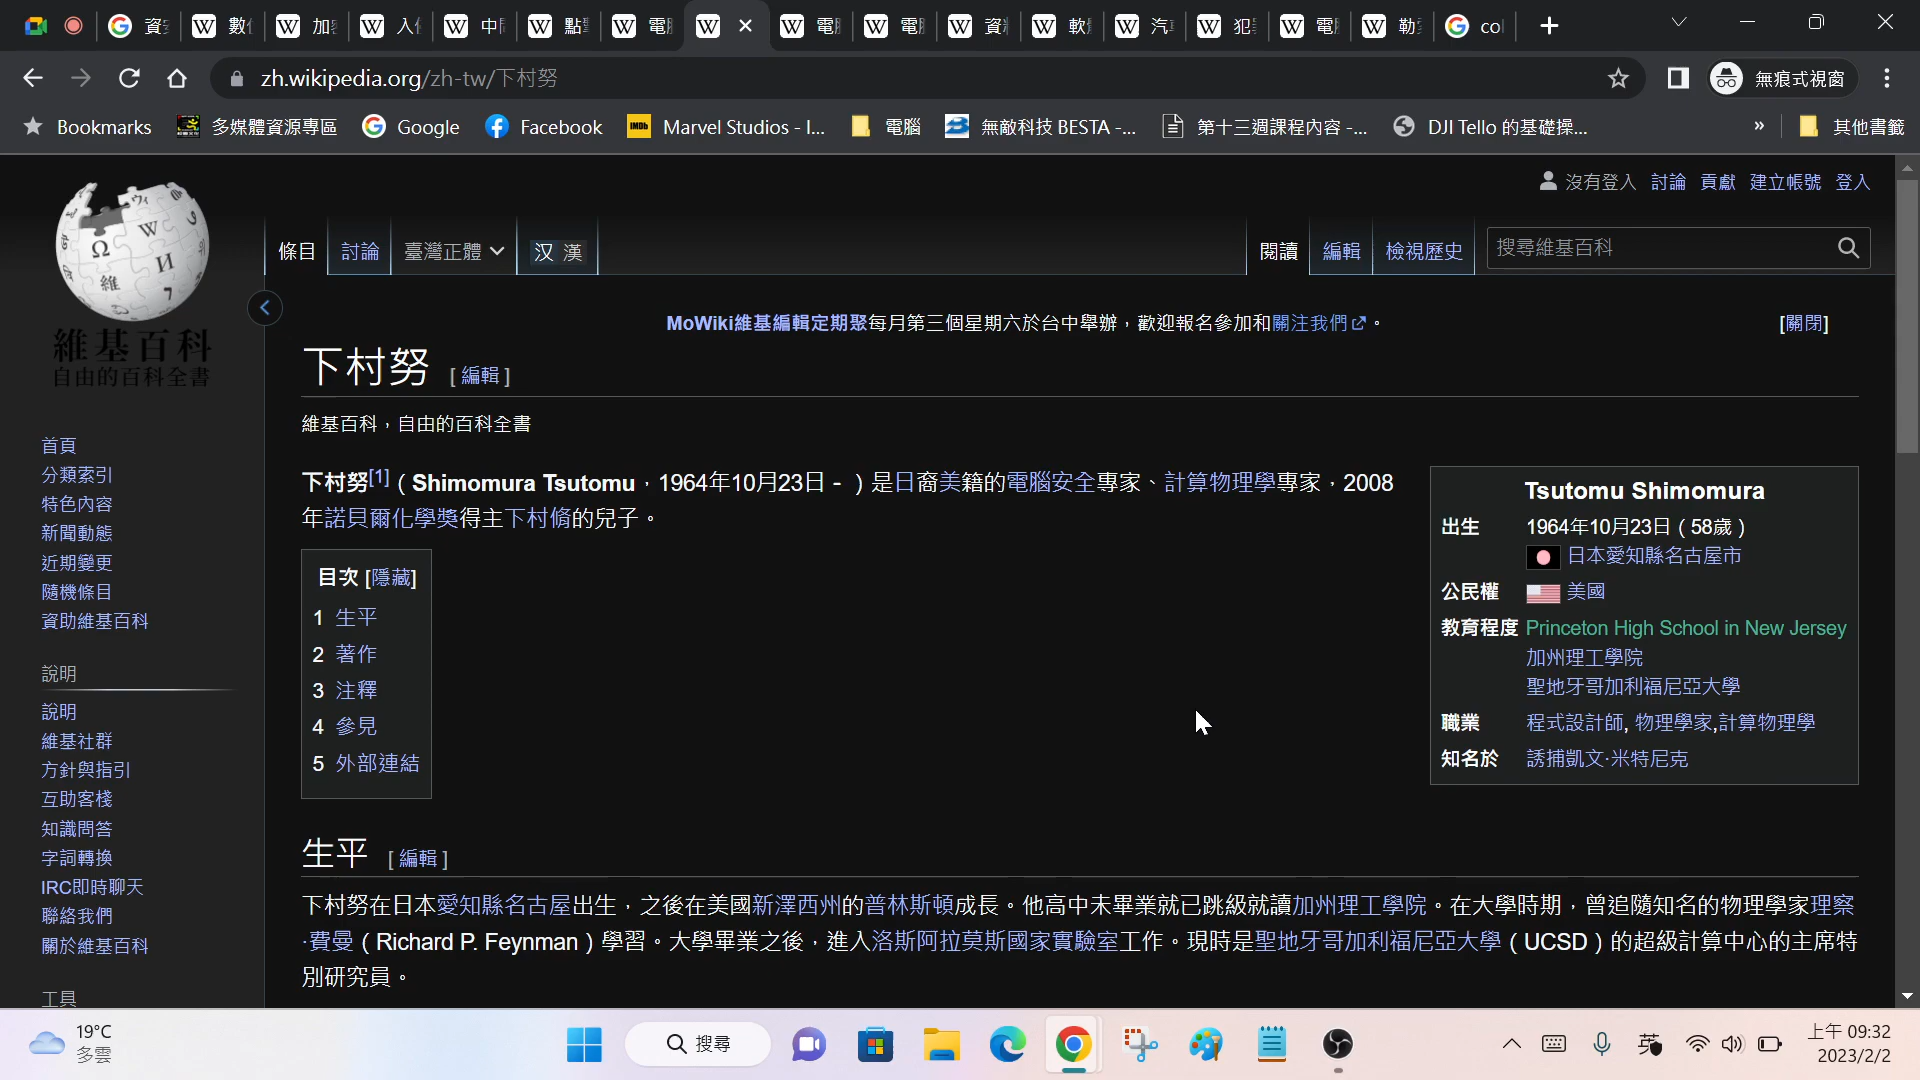 資
數
加
入
中
點
電
電
電
資
軟
汽
犯
電
勒
co
zh.wikipedia.org/zh-tw/下村努
無痕式視窗
Bookmarks
多媒體資源專區
Google
Facebook
Marvel Studios - I...
電腦
無敵科技 BESTA -...
第十三週課程內容 -...
DJI Tello 的基礎操...
»
其他書籤
沒有登入 討論 貢獻 建立帳號 登入
條目 討論 臺灣正體 汉 漢 閱讀 編輯 檢視歷史 搜尋維基百科
維基百科
自由的百科全書
首頁
分類索引
特色內容
新聞動態
近期變更
隨機條目
資助維基百科
說明
說明
維基社群
方針與指引
互助客棧
知識問答
字詞轉換
IRC即時聊天
聯絡我們
關於維基百科
工具
MoWiki維基編輯定期聚每月第三個星期六於台中舉辦，歡迎報名參加和關注我們。
[關閉]
下村努 [編輯]
維基百科，自由的百科全書
下村努[1]（Shimomura Tsutomu，1964年10月23日－）是日裔美籍的電腦安全專家、計算物理學專家，2008
年諾貝爾化學獎得主下村脩的兒子。
Tsutomu Shimomura
出生 1964年10月23日（58歲）
日本愛知縣名古屋市
公民權 美國
教育程度 Princeton High School in New Jersey
加州理工學院
聖地牙哥加利福尼亞大學
職業 程式設計師, 物理學家,計算物理學
知名於 誘捕凱文·米特尼克
目次 [隱藏]
1 生平
2 著作
3 注釋
4 參見
5 外部連結
生平 [編輯]
下村努在日本愛知縣名古屋出生，之後在美國新澤西州的普林斯頓成長。他高中未畢業就已跳級就讀加州理工學院。在大學時期，曾追隨知名的物理學家理察
·費曼（Richard P. Feynman）學習。大學畢業之後，進入洛斯阿拉莫斯國家實驗室工作。現時是聖地牙哥加利福尼亞大學（UCSD）的超級計算中心的主席特
別研究員。
19°C
多雲
搜尋
英
上午 09:32
2023/2/2